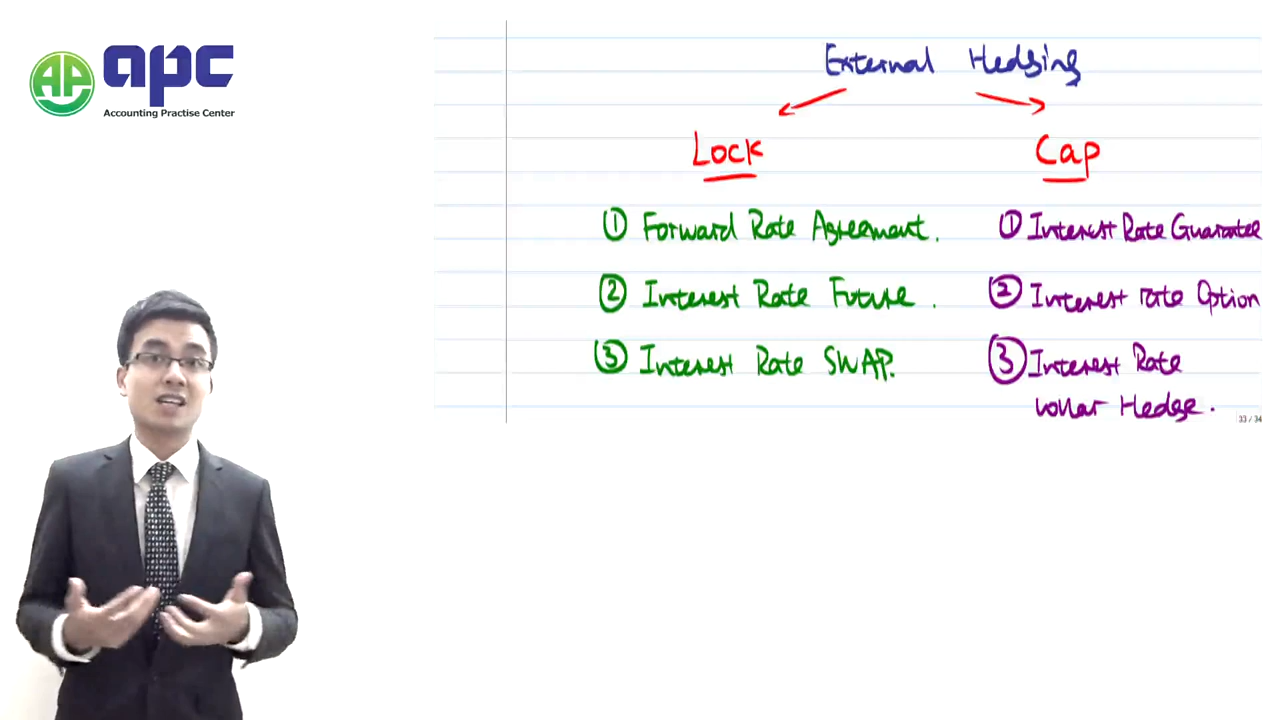 apc
Accounting Practise Center
External Hedging
Lock
Cap
① Forward Rate Agreement.
① Interest Rate Guarantee
② Interest Rate Future.
② Interest rate Option
③ Interest Rate SWAP.
③ Interest Rate
Collar Hedge.
33 / 34